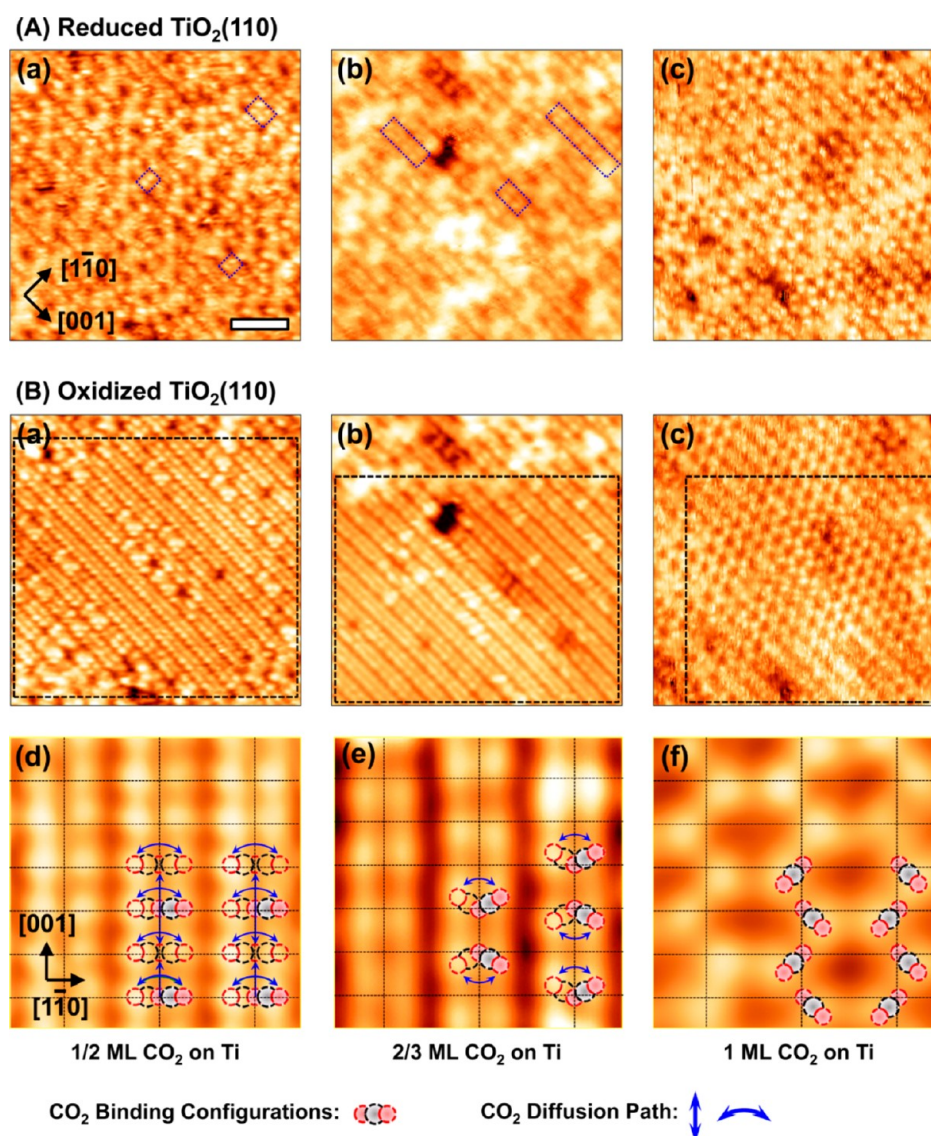 (A) Reduced TiO₂(110)
(a)
(b)
(c)
[11̅0]
[001]
(B) Oxidized TiO₂(110)
(a)
(b)
(c)
(d)
(e)
(f)
[001]
[11̅0]
1/2 ML CO₂ on Ti
2/3 ML CO₂ on Ti
1 ML CO₂ on Ti
CO₂ Binding Configurations:
CO₂ Diffusion Path: